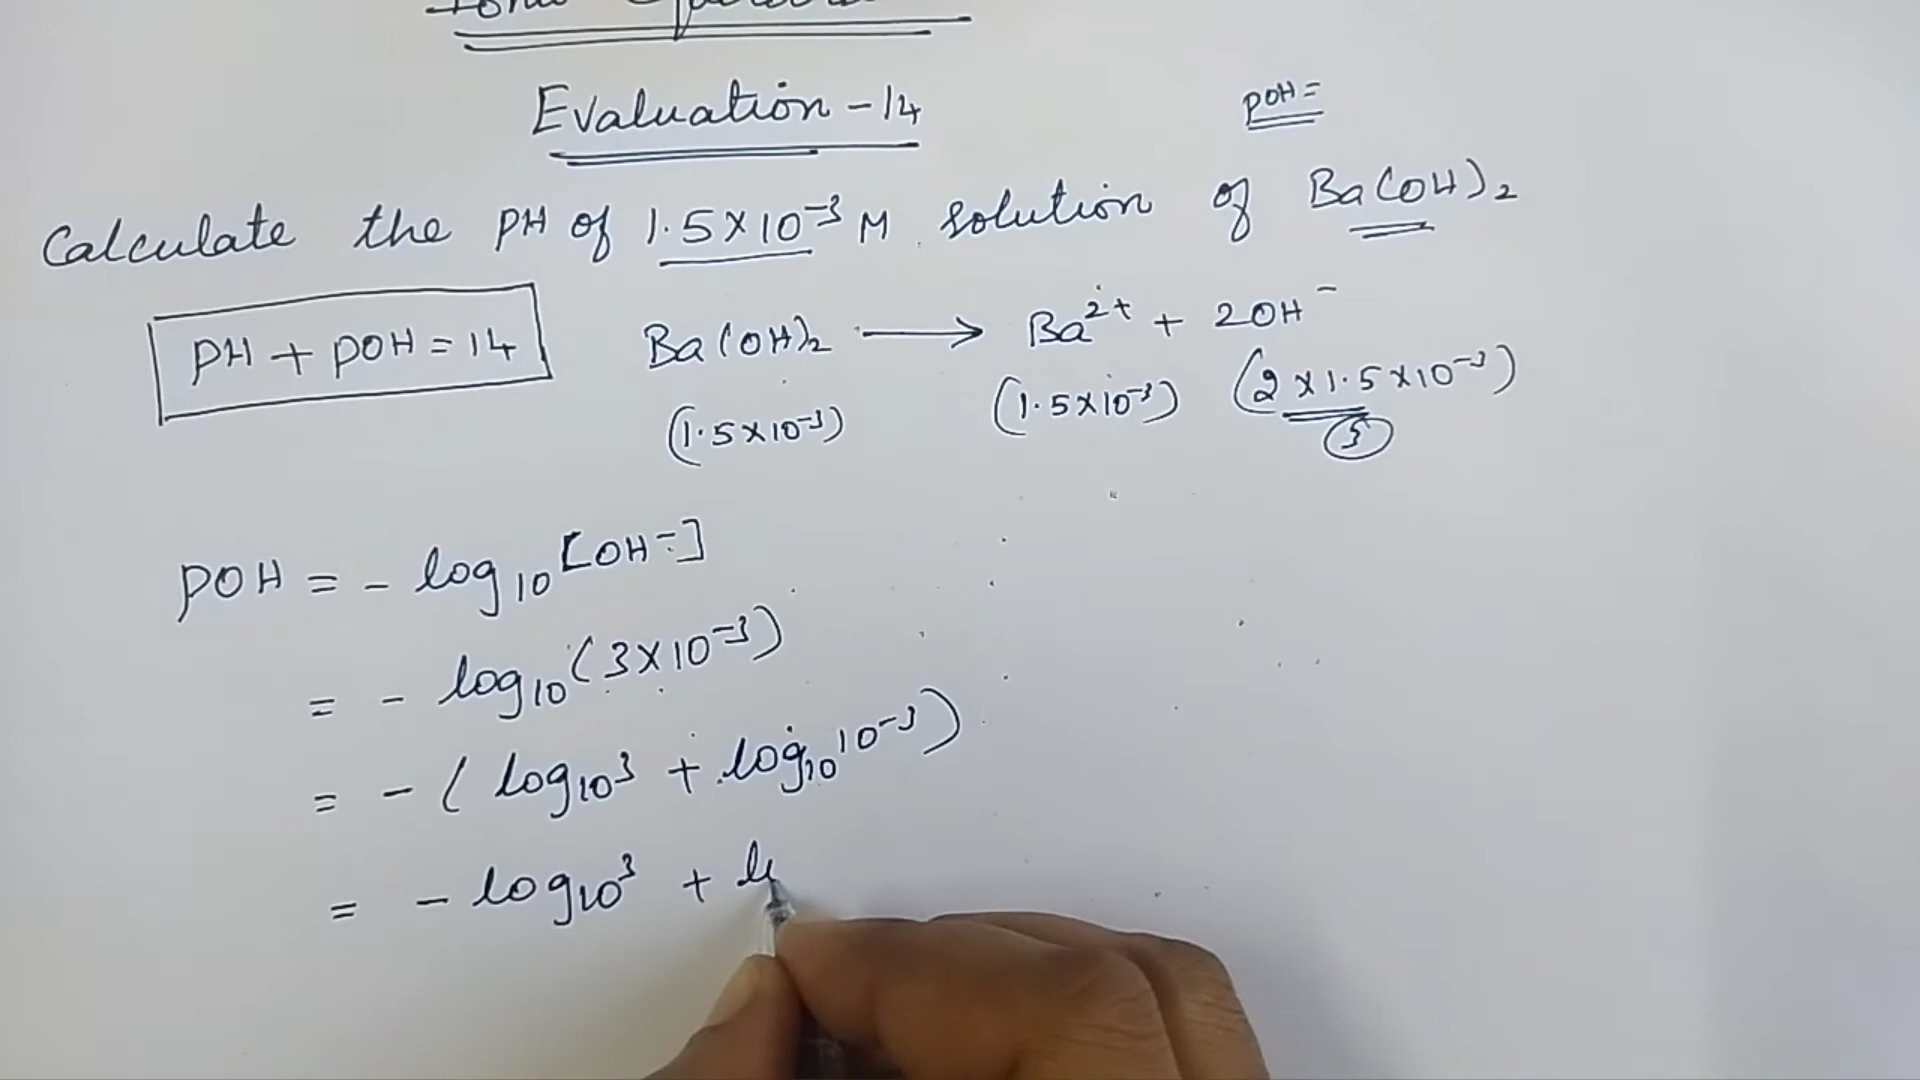 Evaluation - 14
pOH =
Calculate the pH of 1.5 × 10⁻³ M solution of Ba(OH)₂
pH + pOH = 14
Ba(OH)₂ ⟶ Ba²⁺ + 2OH⁻
(1.5×10⁻³) (1.5×10⁻³) (2×1.5×10⁻³)
3
pOH = - log₁₀ [OH⁻]
= - log₁₀ (3×10⁻³)
= - ( log₁₀³ + log₁₀ 10⁻³)
= - log₁₀³ +